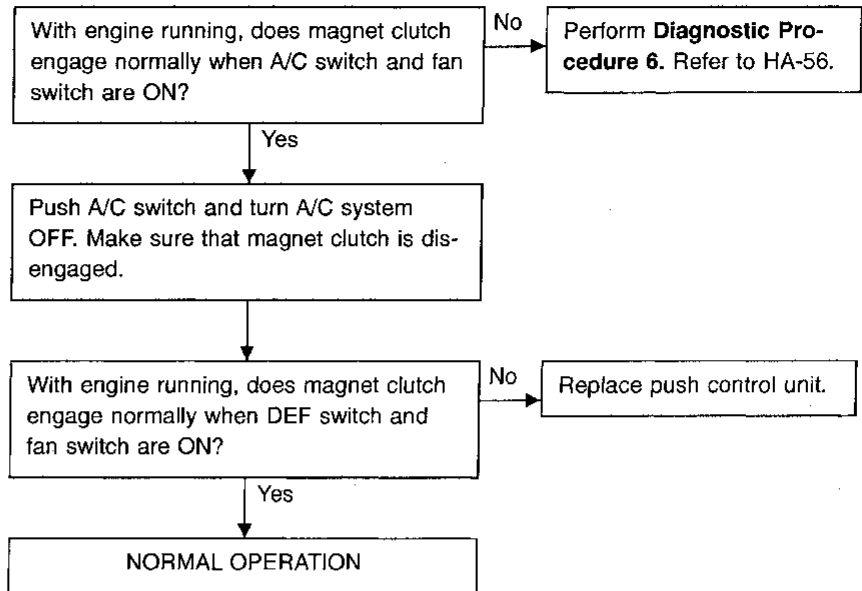 With engine running, does magnet clutch
engage normally when A/C switch and fan
switch are ON?
No
Perform Diagnostic Pro-
cedure 6. Refer to HA-56.
Yes
Push A/C switch and turn A/C system
OFF. Make sure that magnet clutch is dis-
engaged.
With engine running, does magnet clutch
engage normally when DEF switch and
fan switch are ON?
No
Replace push control unit.
Yes
NORMAL OPERATION